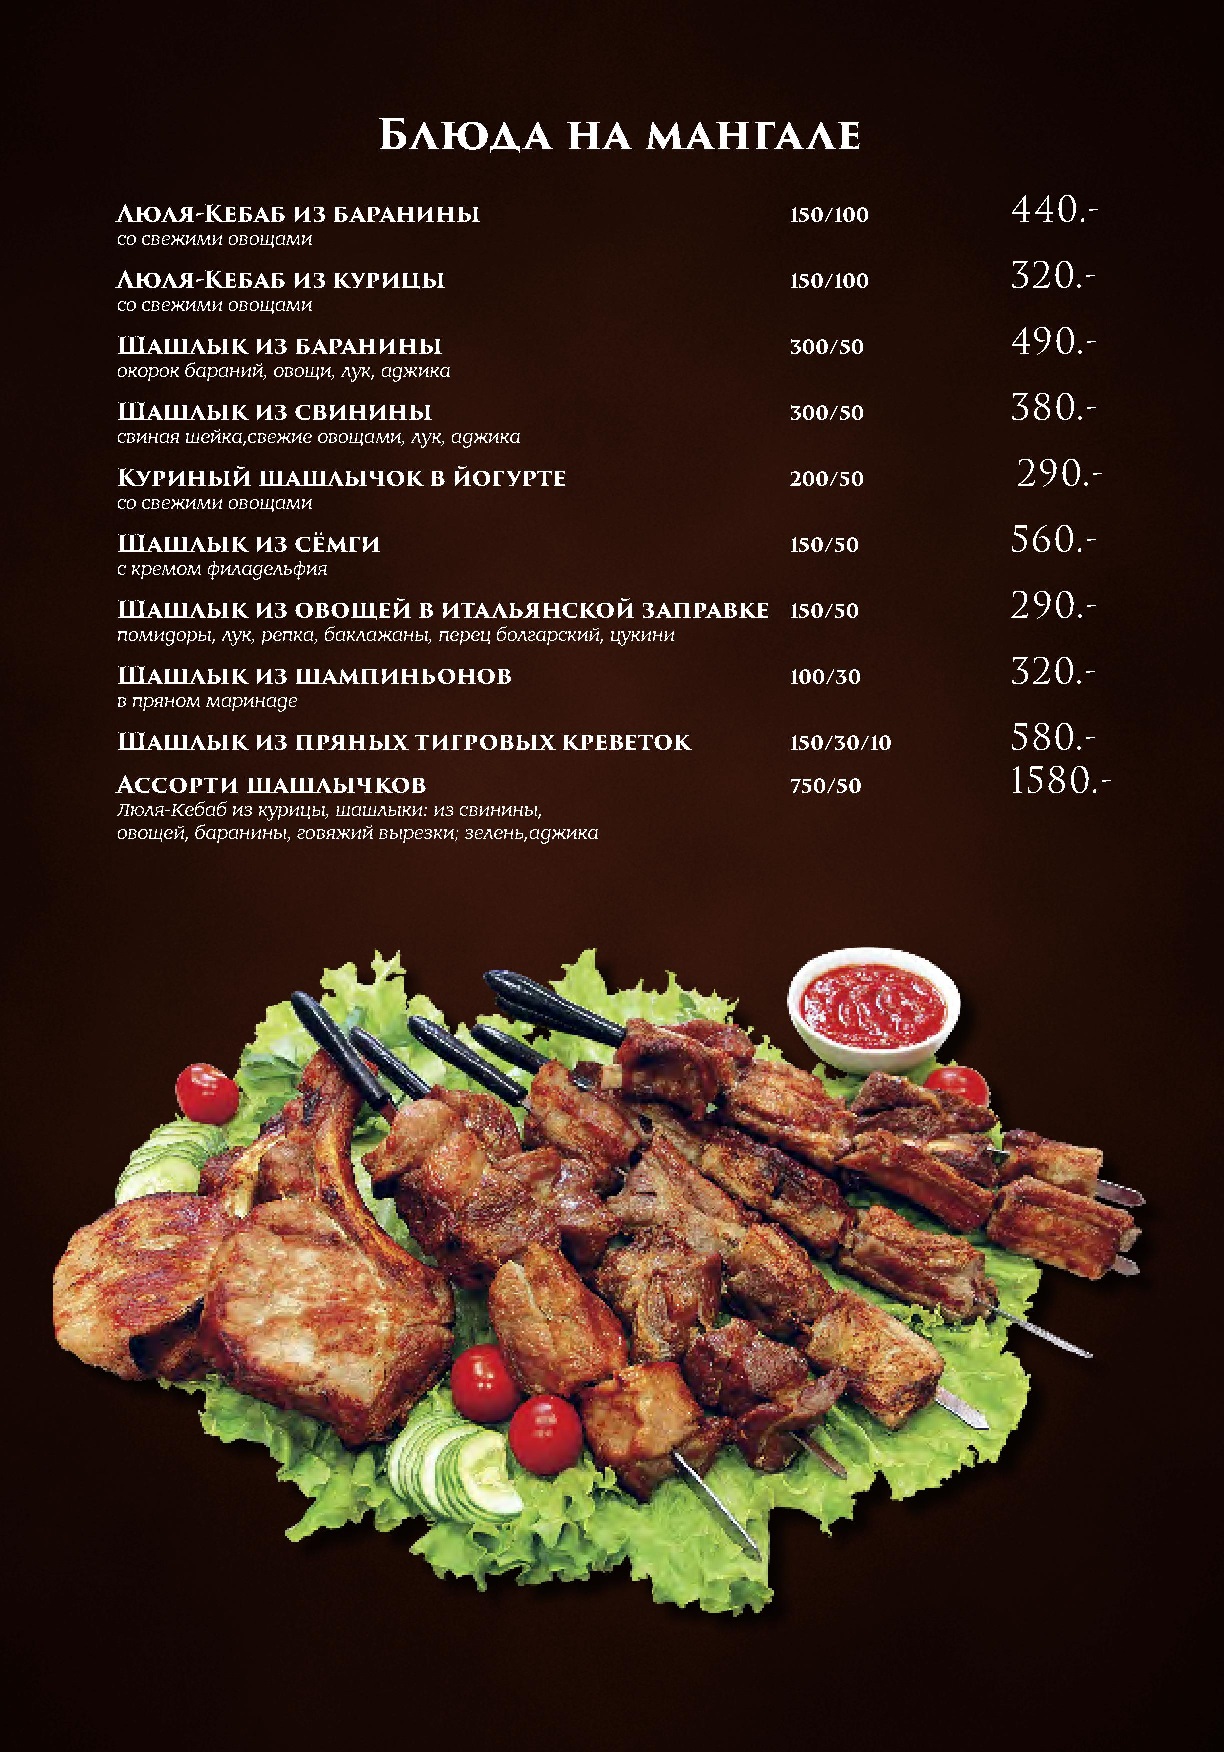 Блюда на мангале
Люля-Кебаб из баранины 150/100 440.-
со свежими овощами
Люля-Кебаб из курицы 150/100 320.-
со свежими овощами
Шашлык из баранины 300/50 490.-
окорок бараний, овощи, лук, аджика
Шашлык из свинины 300/50 380.-
свиная шейка,свежие овощами, лук, аджика
Куриный шашлычок в йогурте 200/50 290.-
со свежими овощами
Шашлык из сёмги 150/50 560.-
с кремом филадельфия
Шашлык из овощей в итальянской заправке 150/50 290.-
помидоры, лук, репка, баклажаны, перец болгарский, цукини
Шашлык из шампиньонов 100/30 320.-
в пряном маринаде
Шашлык из пряных тигровых креветок 150/30/10 580.-
Ассорти шашлычков 750/50 1580.-
Люля-Кебаб из курицы, шашлыки: из свинины,
овощей, баранины, говяжий вырезки; зелень,аджика